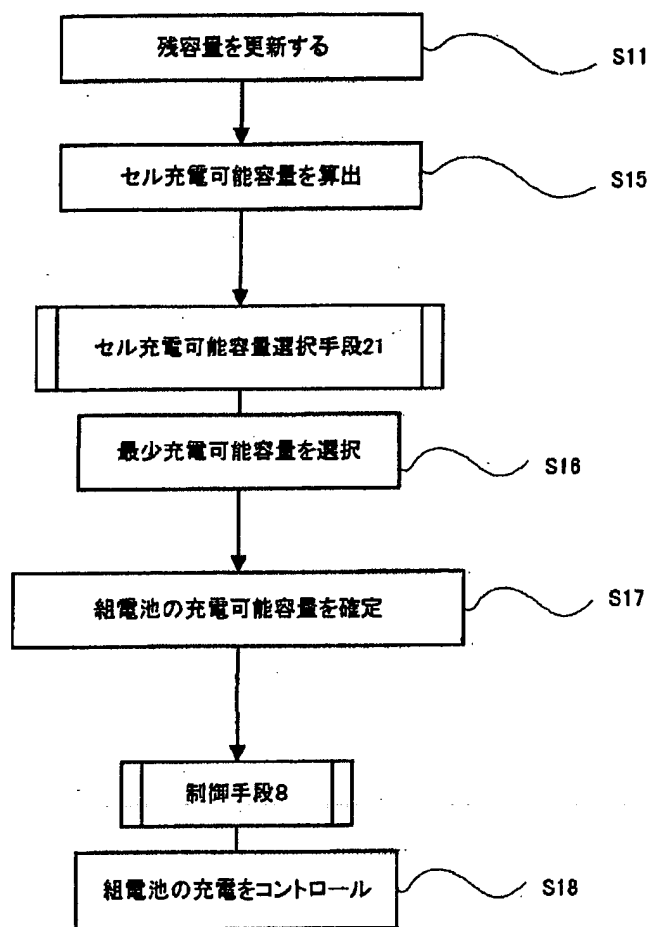 残容量を更新する
S11
セル充電可能容量を算出
S15
セル充電可能容量選択手段21
最少充電可能容量を選択
S16
組電池の充電可能容量を確定
S17
制御手段8
組電池の充電をコントロール
S18